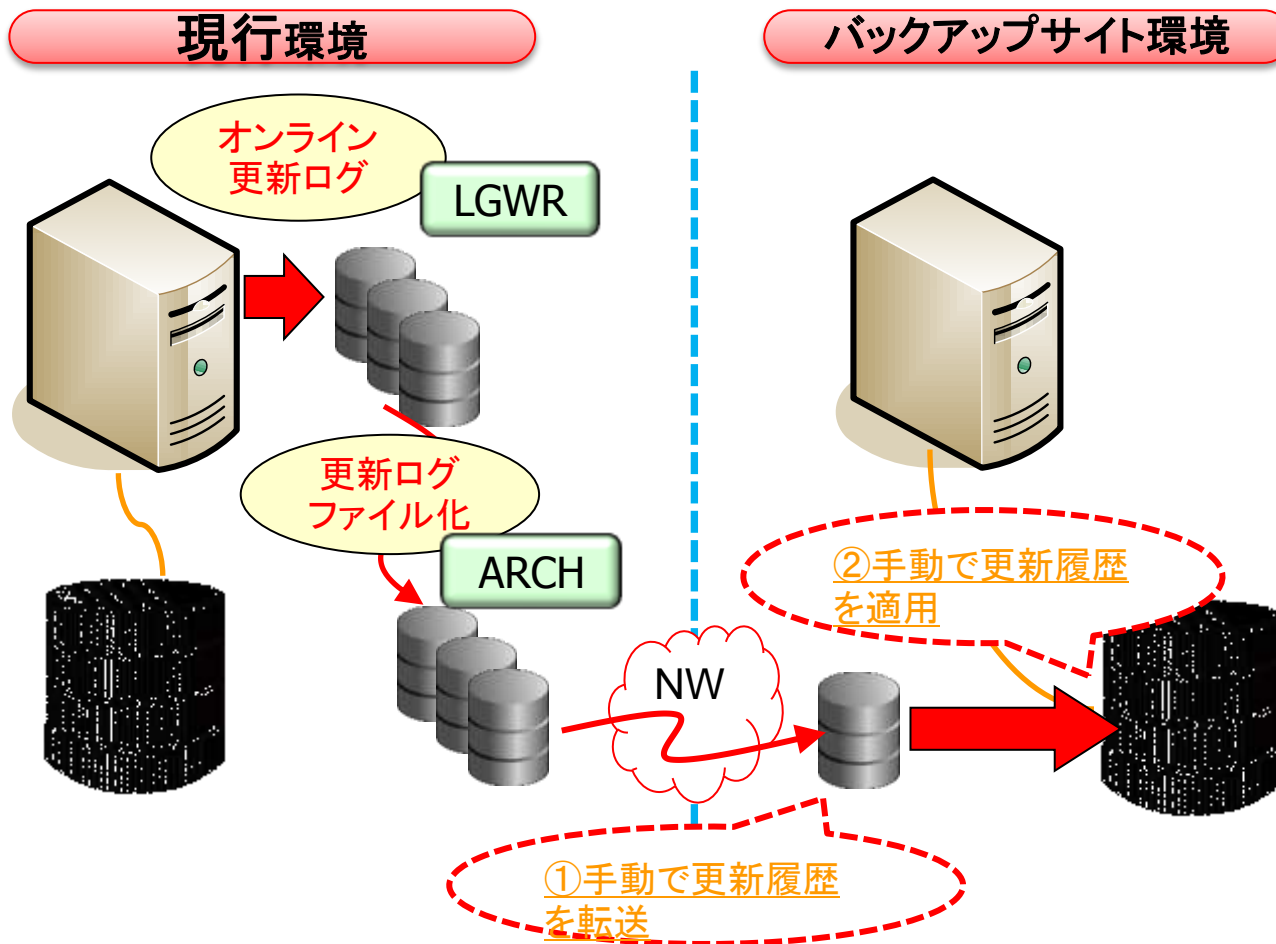 現行環境
バックアップサイト環境
オンライン
更新ログ
LGWR
更新ログ
ファイル化
ARCH
②手動で更新履歴
を適用
NW
①手動で更新履歴
を転送